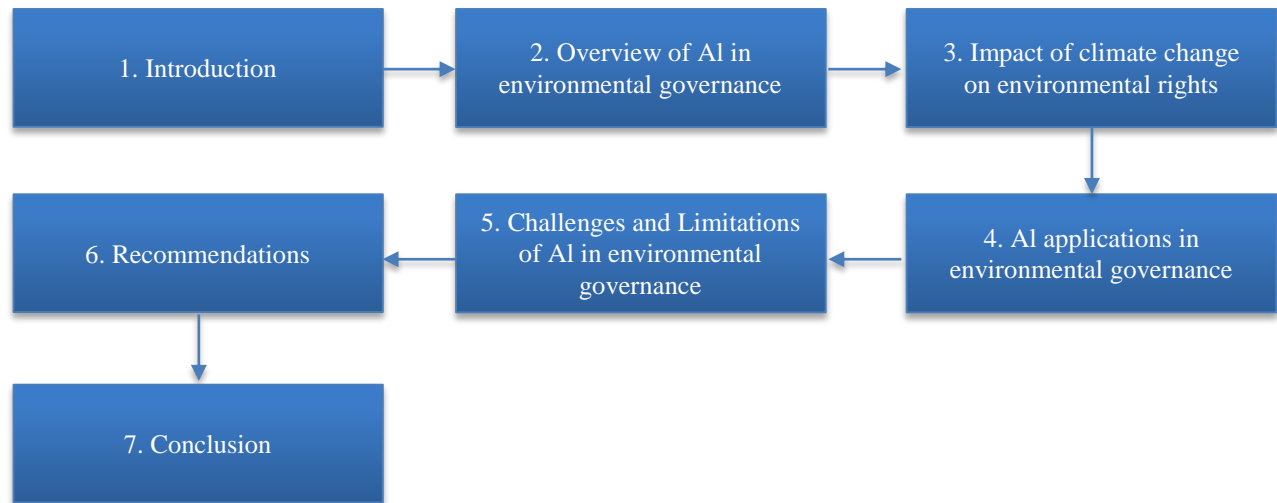 1. Introduction
2. Overview of Al in
environmental governance
3. Impact of climate change
on environmental rights
4. Al applications in
environmental governance
5. Challenges and Limitations
of Al in environmental
governance
6. Recommendations
7. Conclusion